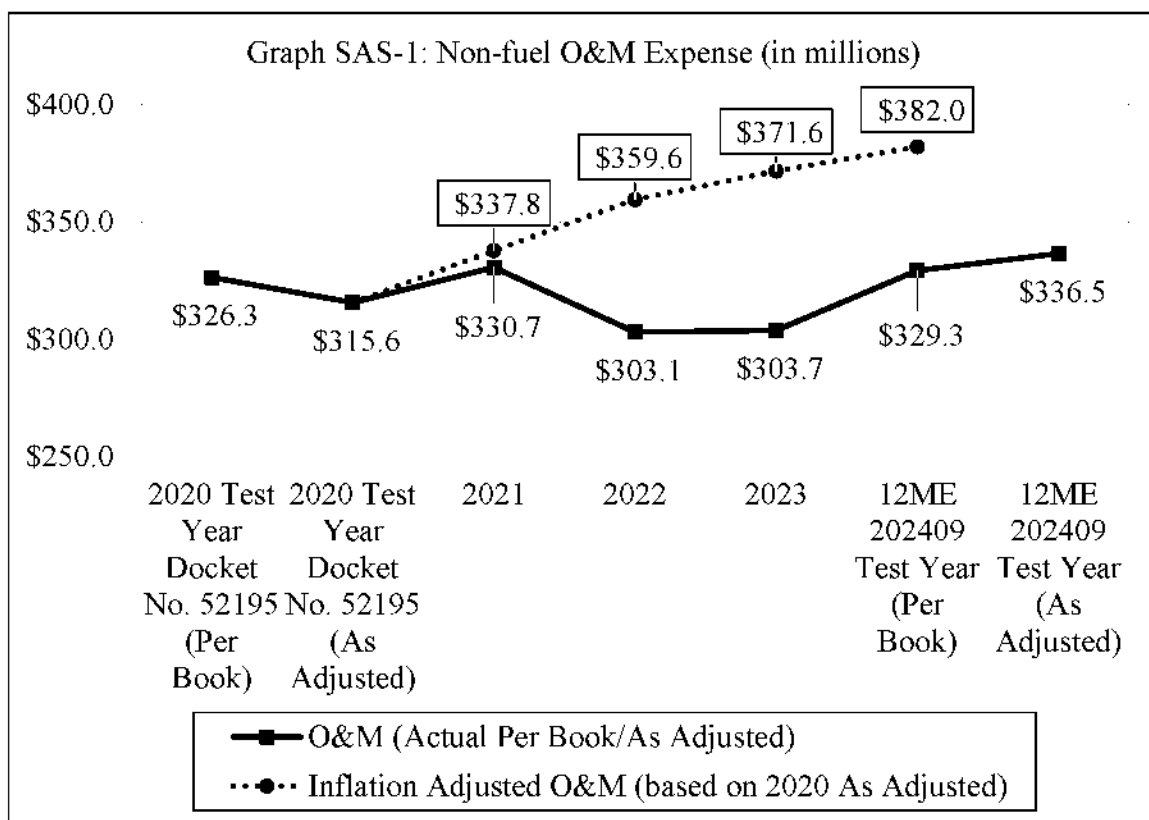 Graph SAS-1: Non-fuel O&M Expense (in millions)
$400.0
$350.0
$300.0
$250.0
$337.8
$359.6
$371.6
$382.0
$326.3
$315.6
$330.7
$303.1
$303.7
$329.3
$336.5
2020 Test
Year
Docket
No. 52195
(Per
Book)
2020 Test
Year
Docket
No. 52195
(As
Adjusted)
2021
2022
2023
12ME
202409
Test Year
(Per
Book)
12ME
202409
Test Year
(As
Adjusted)
O&M (Actual Per Book/As Adjusted)
Inflation Adjusted O&M (based on 2020 As Adjusted)